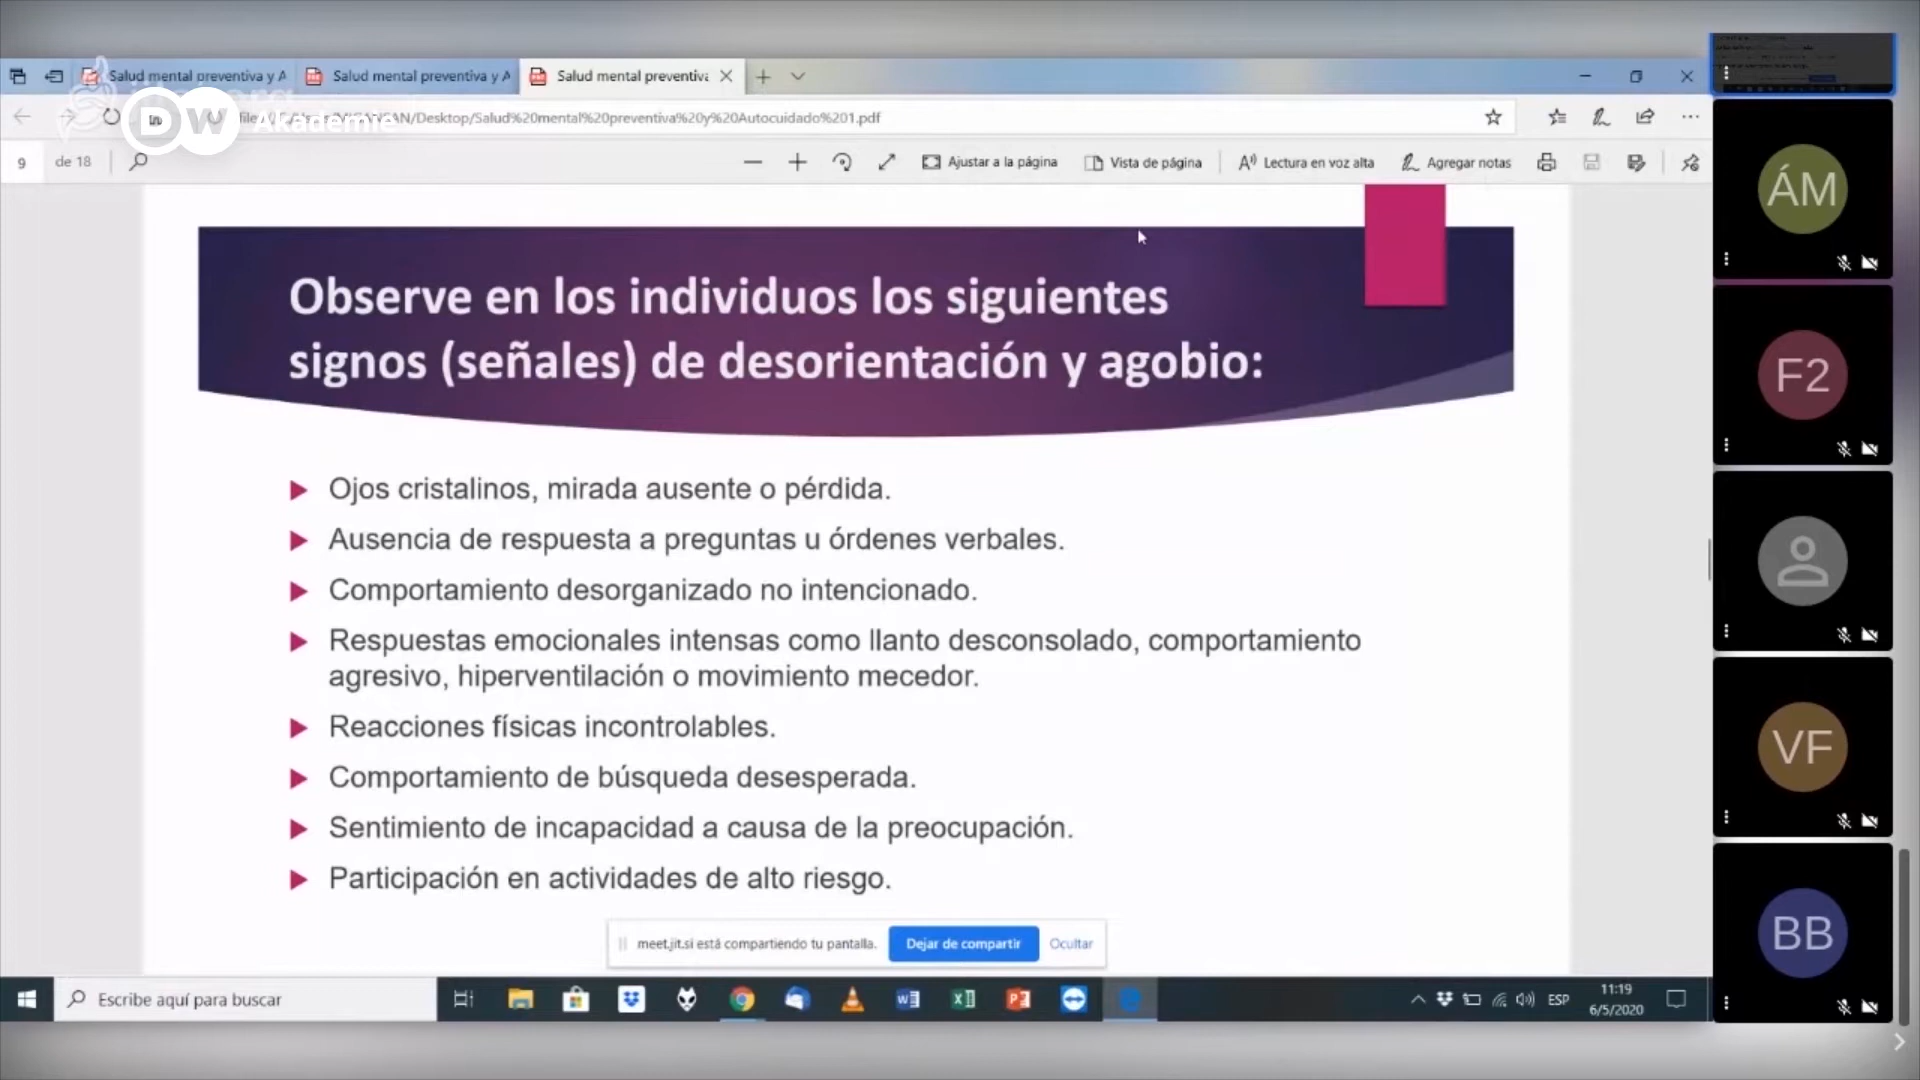 Salud mental preventiva y A
Salud mental preventiva y A
Salud mental preventiva
DW Akademie
/Desktop/Salud%20mental%20preventiva%20y%20Autocuidado%201.pdf
9 de 18
Ajustar a la página
Vista de página
Lectura en voz alta
Agregar notas
Observe en los individuos los siguientes
signos (señales) de desorientación y agobio:
Ojos cristalinos, mirada ausente o pérdida.
Ausencia de respuesta a preguntas u órdenes verbales.
Comportamiento desorganizado no intencionado.
Respuestas emocionales intensas como llanto desconsolado, comportamiento
agresivo, hiperventilación o movimiento mecedor.
Reacciones físicas incontrolables.
Comportamiento de búsqueda desesperada.
Sentimiento de incapacidad a causa de la preocupación.
Participación en actividades de alto riesgo.
meet.jit.si está compartiendo tu pantalla.
Dejar de compartir
Ocultar
Escribe aquí para buscar
ESP
11:19
6/5/2020
ÁM
F2
VF
BB